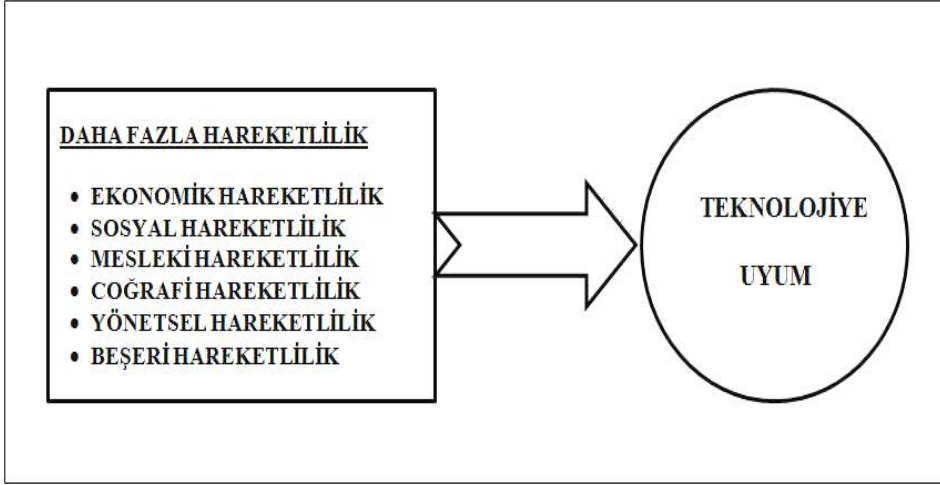 DAHA FAZLA HAREKETLİLİK
• EKONOMİK HAREKETLİLİK
• SOSYAL HAREKETLİLİK
• MESLEKİ HAREKETLİLİK
• COĞRAFİ HAREKETLİLİK
• YÖNETSEL HAREKETLİLİK
• BEŞERİ HAREKETLİLİK
TEKNOLOJİYE
UYUM